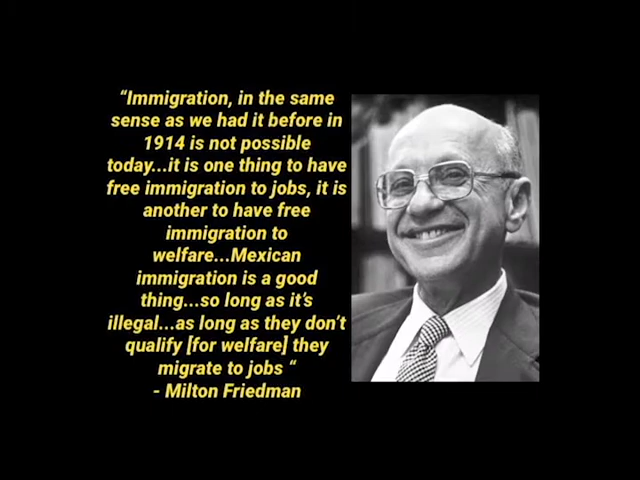 “Immigration, in the same
sense as we had it before in
1914 is not possible
today...it is one thing to have
free immigration to jobs, it is
another to have free
immigration to
welfare...Mexican
immigration is a good
thing...so long as it’s
illegal...as long as they don’t
qualify [for welfare] they
migrate to jobs “
- Milton Friedman